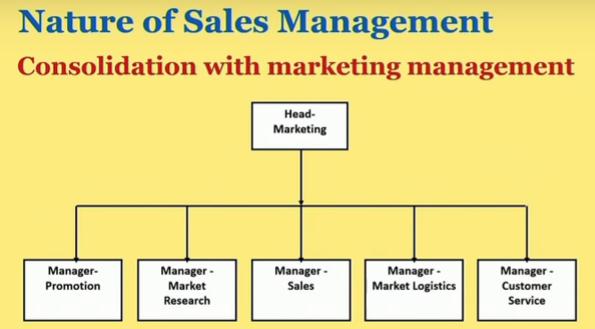 Nature of Sales Management
Consolidation with marketing management
Head-
Marketing
Manager-
Promotion
Manager -
Market
Research
Manager -
Sales
Manager -
Market Logistics
Manager -
Customer
Service